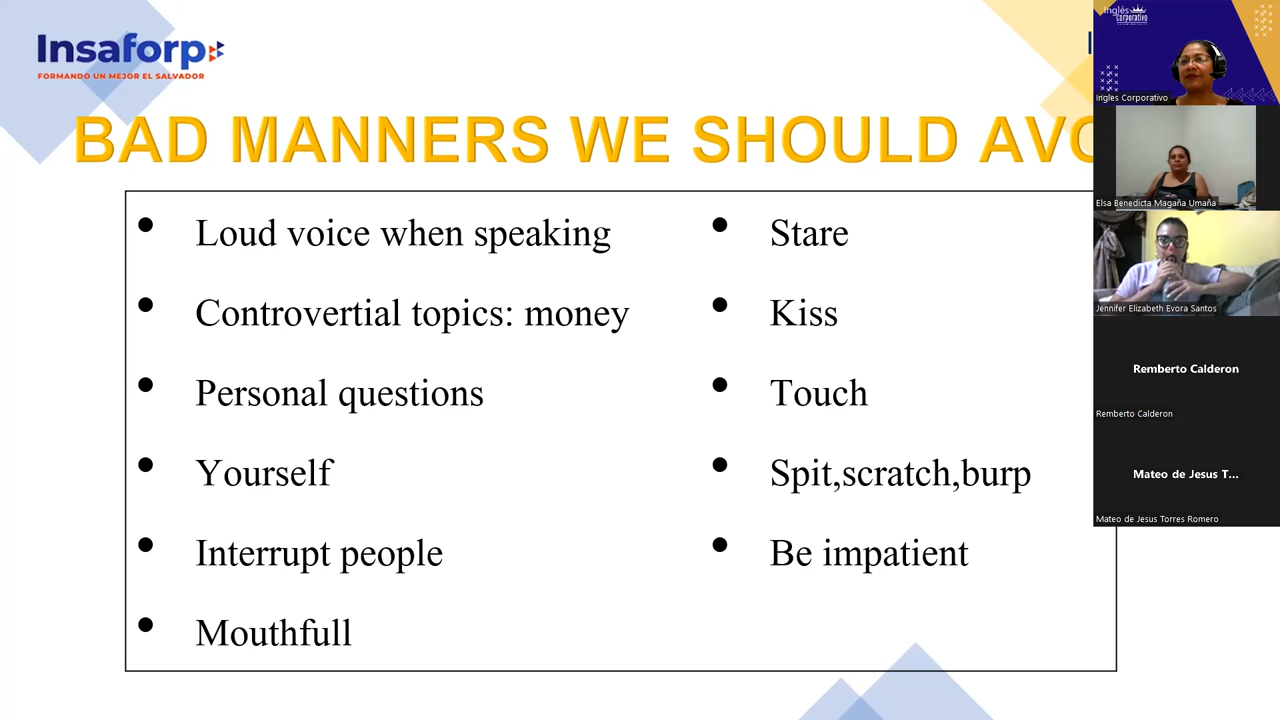 Insaforp
FORMANDO UN MEJOR EL SALVADOR
BAD MANNERS WE SHOULD AVO
Loud voice when speaking
Controvertial topics: money
Personal questions
Yourself
Interrupt people
Mouthfull
Stare
Kiss
Touch
Spit,scratch,burp
Be impatient
Inglés
corporativo
Ingles Corporativo
Elsa Benedicta Magaña Umaña
Jennifer Elizabeth Evora Santos
Remberto Calderon
Remberto Calderon
Mateo de Jesus T...
Mateo de Jesus Torres Romero